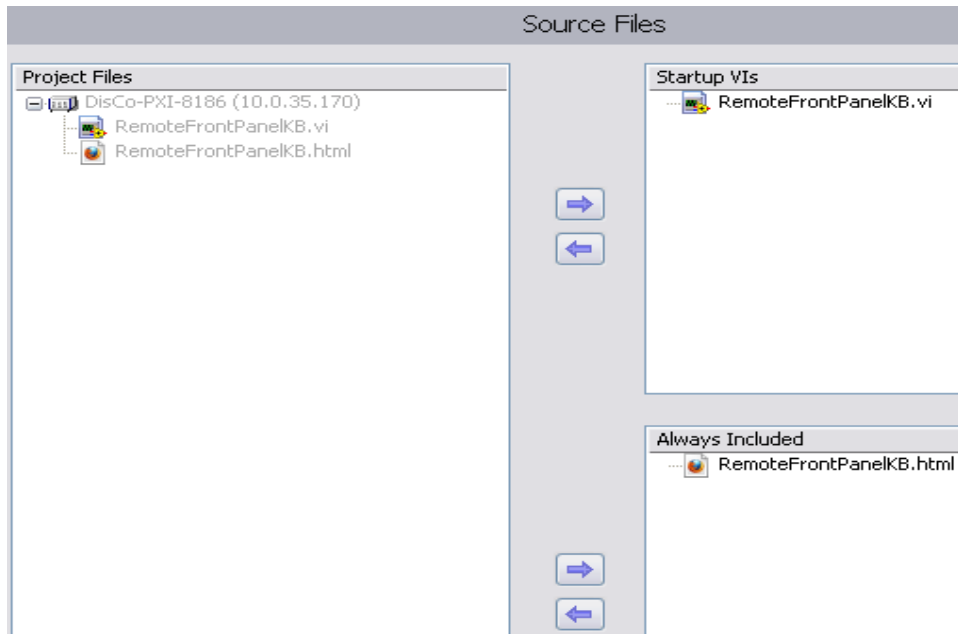 Source Files
Project Files
DisCo-PXI-8186 (10.0.35.170)
RemoteFrontPanelKB.vi
RemoteFrontPanelKB.html
Startup VIs
RemoteFrontPanelKB.vi
Always Included
RemoteFrontPanelKB.html